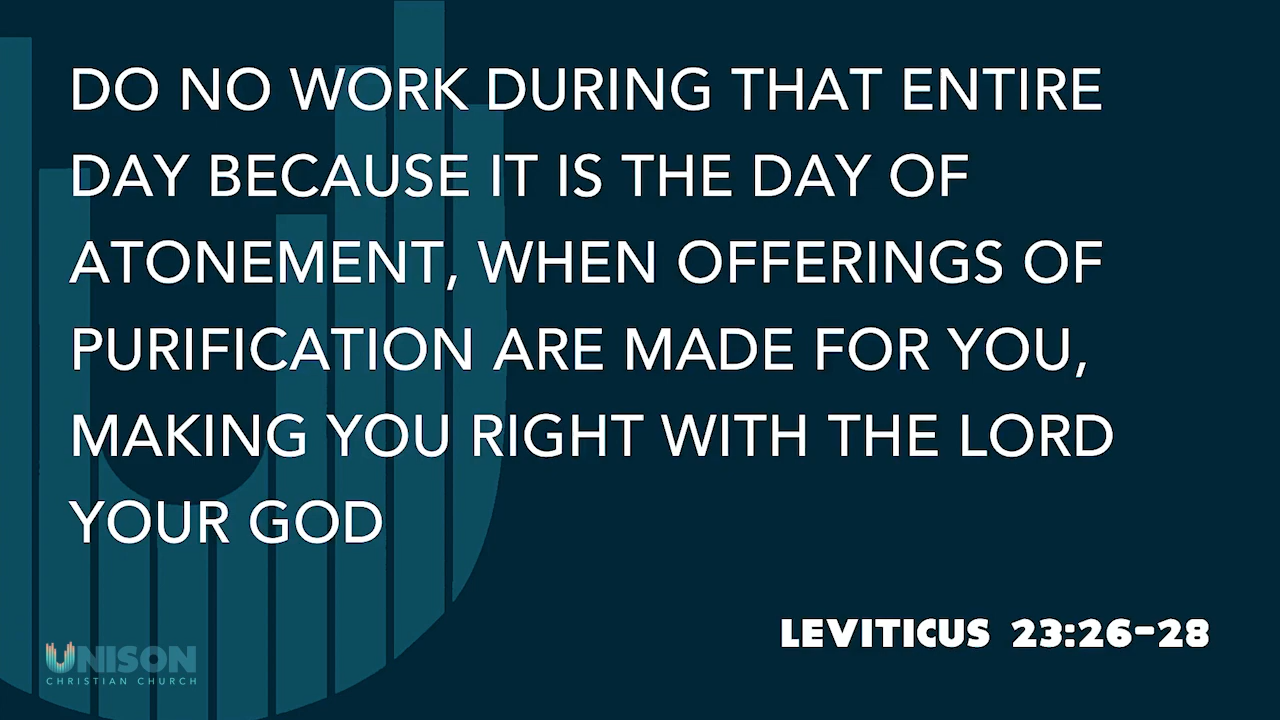 DO NO WORK DURING THAT ENTIRE
DAY BECAUSE IT IS THE DAY OF
ATONEMENT, WHEN OFFERINGS OF
PURIFICATION ARE MADE FOR YOU,
MAKING YOU RIGHT WITH THE LORD
YOUR GOD
LEVITICUS 23:26-28
UNISON
CHRISTIAN CHURCH